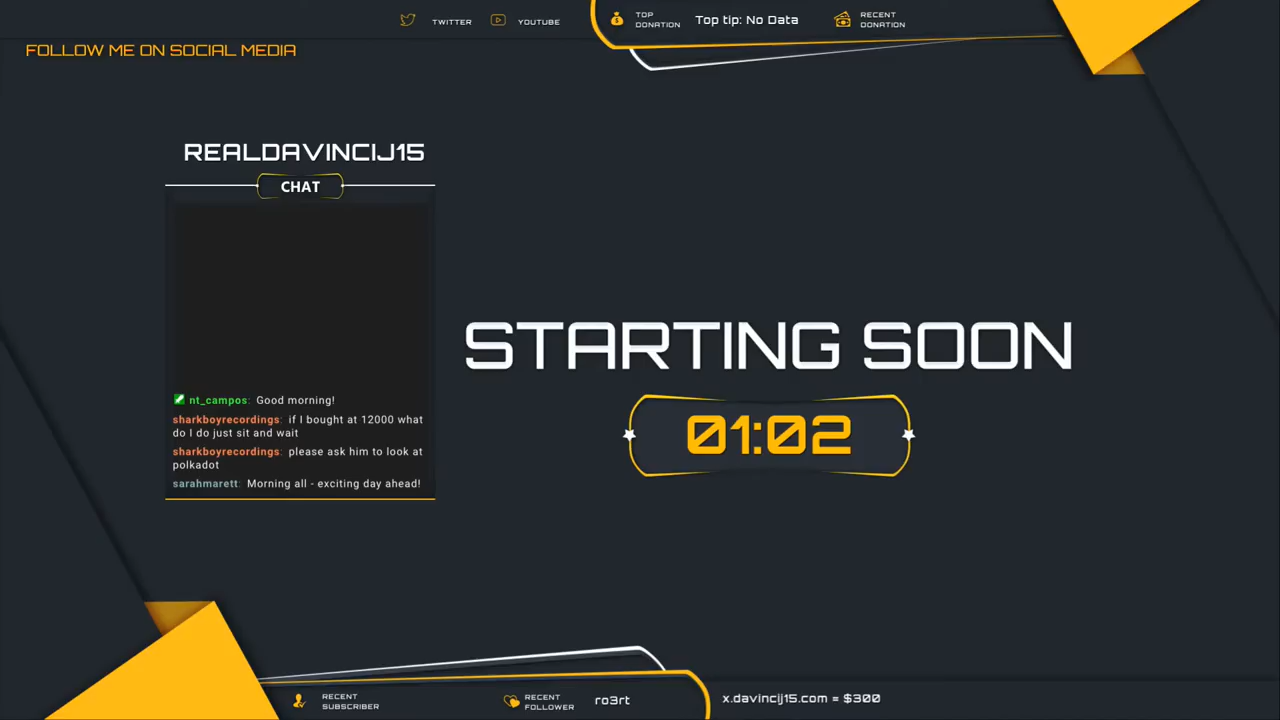 TWITTER
YOUTUBE
TOP
DONATION
Top tip: No Data
RECENT
DONATION
FOLLOW ME ON SOCIAL MEDIA
REALDAVINCIJ15
CHAT
nt_campos: Good morning!
sharkboyrecordings: if I bought at 12000 what
do I do just sit and wait
sharkboyrecordings: please ask him to look at
polkadot
sarahmarett: Morning all - exciting day ahead!
STARTING SOON
01:02
RECENT
SUBSCRIBER
RECENT
FOLLOWER
ro3rt
x.davincij15.com = $300